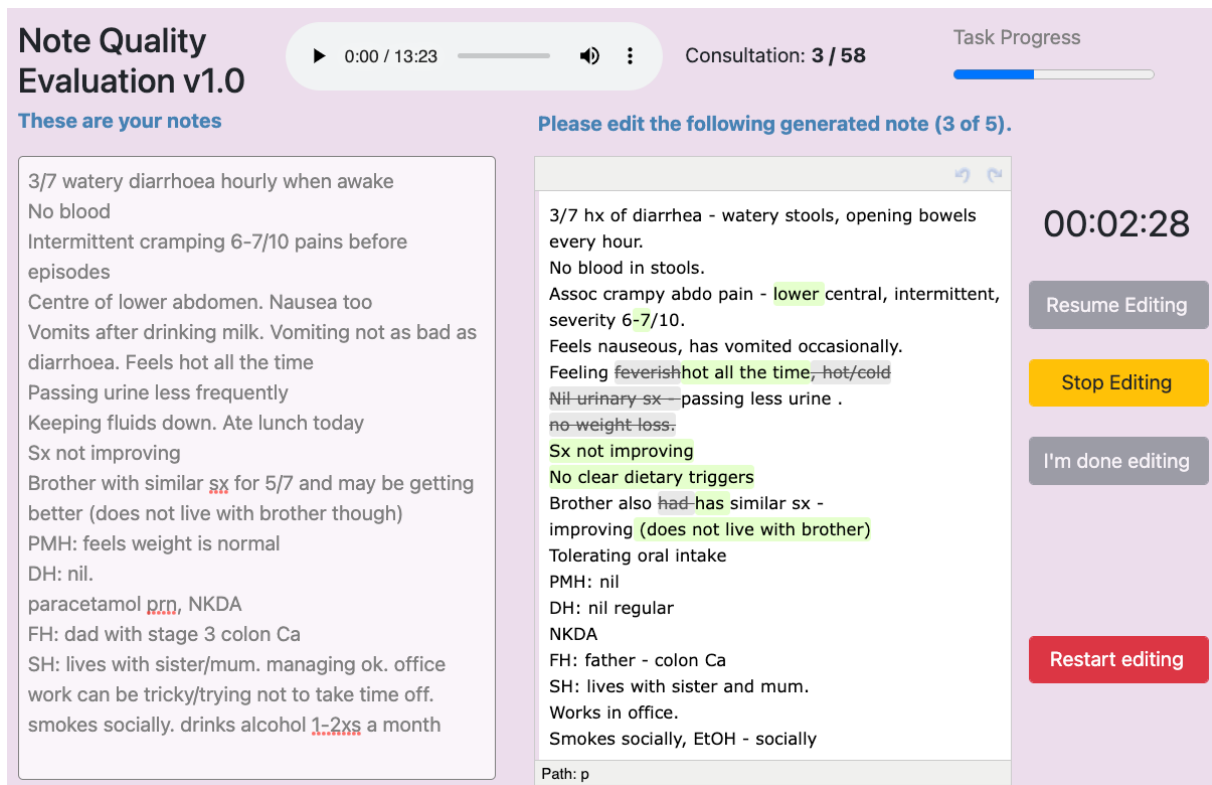 Note Quality
Evaluation v1.0
0:00 / 13:23
Consultation: 3 / 58
Task Progress
These are your notes
3/7 watery diarrhoea hourly when awake
No blood
Intermittent cramping 6-7/10 pains before
episodes
Centre of lower abdomen. Nausea too
Vomits after drinking milk. Vomiting not as bad as
diarrhoea. Feels hot all the time
Passing urine less frequently
Keeping fluids down. Ate lunch today
Sx not improving
Brother with similar sx for 5/7 and may be getting
better (does not live with brother though)
PMH: feels weight is normal
DH: nil.
paracetamol prn, NKDA
FH: dad with stage 3 colon Ca
SH: lives with sister/mum. managing ok. office
work can be tricky/trying not to take time off.
smokes socially. drinks alcohol 1-2xs a month
Please edit the following generated note (3 of 5).
3/7 hx of diarrhea - watery stools, opening bowels
every hour.
No blood in stools.
Assoc crampy abdo pain - lower central, intermittent,
severity 6-7/10.
Feels nauseous, has vomited occasionally.
Feeling feverishhot all the time, hot/cold
Nil urinary sx - passing less urine .
no weight loss.
Sx not improving
No clear dietary triggers
Brother also had has similar sx -
improving (does not live with brother)
Tolerating oral intake
PMH: nil
DH: nil regular
NKDA
FH: father - colon Ca
SH: lives with sister and mum.
Works in office.
Smokes socially, EtOH - socially
Path: p
00:02:28
Resume Editing
Stop Editing
I'm done editing
Restart editing